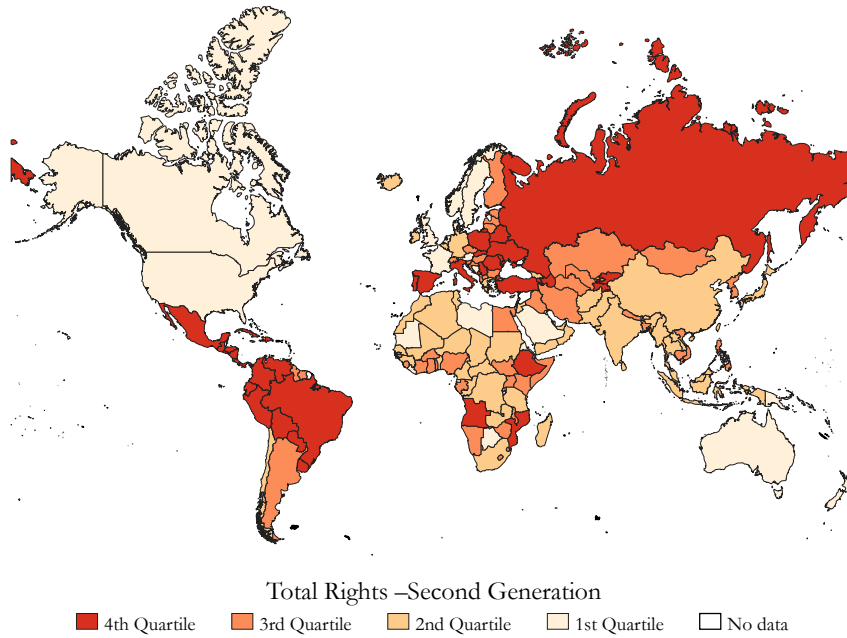 Total Rights –Second Generation
4th Quartile 3rd Quartile 2nd Quartile 1st Quartile No data